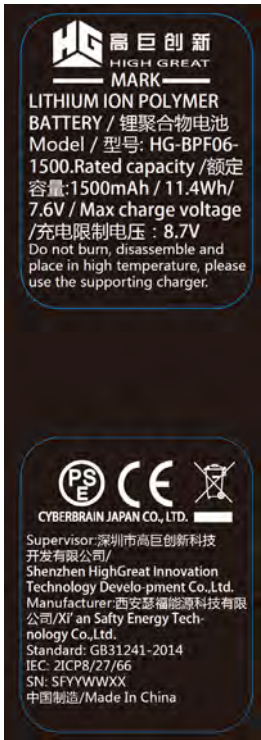 HG 高巨创新
HIGH GREAT
MARK
LITHIUM ION POLYMER
BATTERY / 锂聚合物电池
Model / 型号: HG-BPF06-
1500.Rated capacity /额定
容量:1500mAh / 11.4Wh/
7.6V / Max charge voltage
/充电限制电压：8.7V
Do not burn, disassemble and
place in high temperature, please
use the supporting charger.
PSE CE
CYBERBRAIN JAPAN CO., LTD.
Supervisor:深圳市高巨创新科技
开发有限公司/
Shenzhen HighGreat Innovation
Technology Develo-pment Co.,Ltd.
Manufacturer:西安瑟福能源科技有限
公司/Xi' an Safty Energy Tech-
nology Co.,Ltd.
Standard: GB31241-2014
IEC: 2ICP8/27/66
SN: SFYYWWXX
中国制造/Made In China